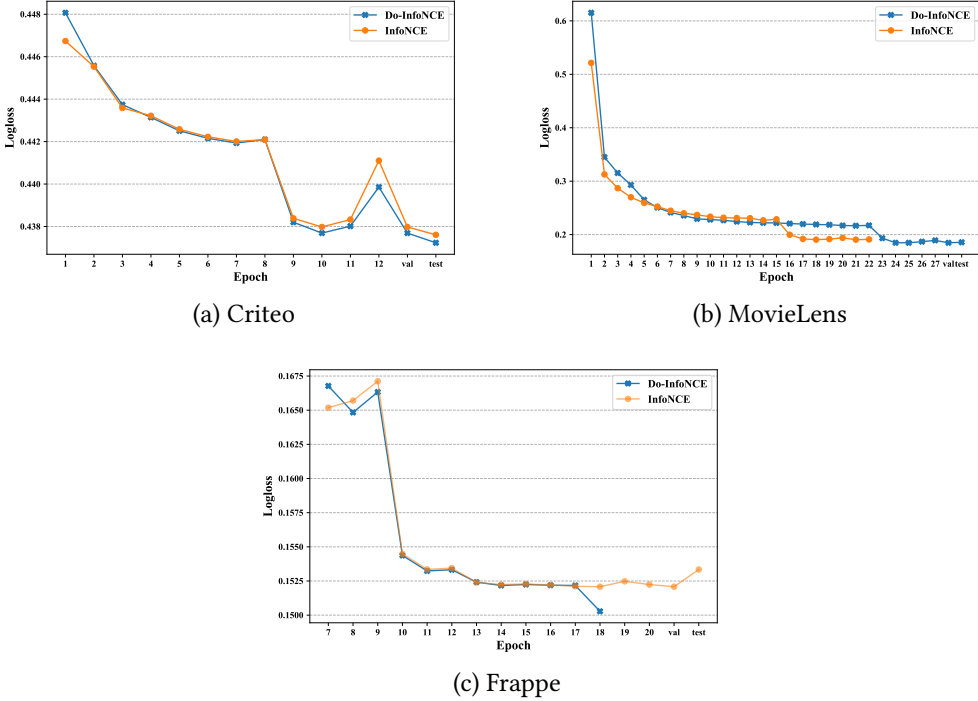 Do-InfoNCE
InfoNCE
0.448
0.446
0.444
0.442
0.440
0.438
Logloss
1 2 3 4 5 6 7 8 9 10 11 12 val test
Epoch
(a) Criteo
Do-InfoNCE
InfoNCE
0.6
0.5
0.4
0.3
0.2
Logloss
1 2 3 4 5 6 7 8 9 10 11 12 13 14 15 16 17 18 19 20 21 22 23 24 25 26 27 val test
Epoch
(b) MovieLens
Do-InfoNCE
InfoNCE
0.1675
0.1650
0.1625
0.1600
0.1575
0.1550
0.1525
0.1500
Logloss
7 8 9 10 11 12 13 14 15 16 17 18 19 20 val test
Epoch
(c) Frappe